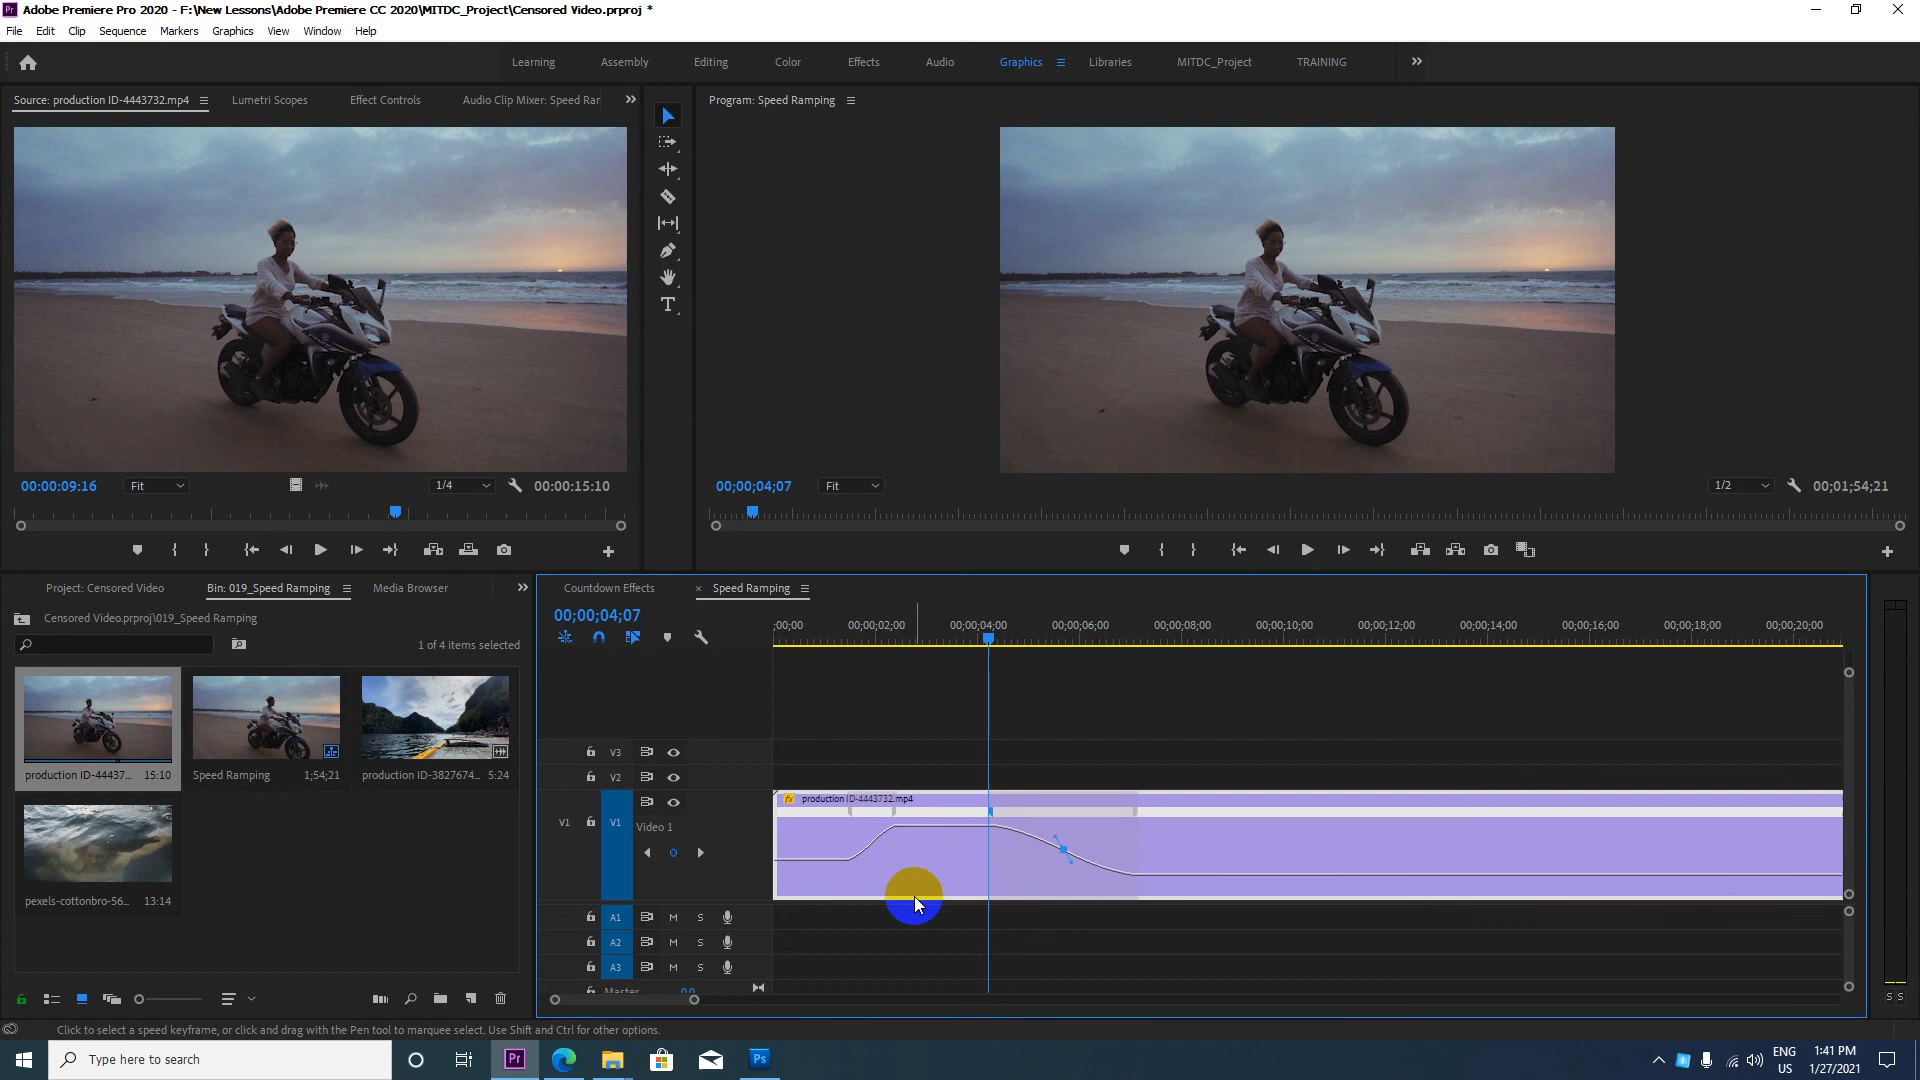 Pr Adobe Premiere Pro 2020 - F:\New Lessons\Adobe Premiere CC 2020\MITDC_Project\Censored Video.prproj *
File Edit Clip Sequence Markers Graphics View Window Help
Learning Assembly Editing Color Effects Audio Graphics Libraries MITDC_Project TRAINING
Source: production ID-4443732.mp4 Lumetri Scopes Effect Controls Audio Clip Mixer: Speed Rar
Program: Speed Ramping
00:00:09:16 Fit 1/4 00:00:15:10
00;00;04;07 Fit 1/2 00;01;54;21
Project: Censored Video Bin: 019_Speed Ramping Media Browser
Censored Video.prproj\019_Speed Ramping
1 of 4 items selected
production ID-44437... 15:10
Speed Ramping 1;54;21
production ID-3827674... 5:24
pexels-cottonbro-56... 13:14
Countdown Effects × Speed Ramping
00;00;04;07
;00;00 00;00;02;00 00;00;04;00 00;00;06;00 00;00;08;00 00;00;10;00 00;00;12;00 00;00;14;00 00;00;16;00 00;00;18;00 00;00;20;00
V3
V2
fx production ID-4443732.mp4
V1 V1 Video 1
A1 M S
A2 M S
A3 M S
Master 0.0
S S
Click to select a speed keyframe, or click and drag with the Pen tool to marquee select. Use Shift and Ctrl for other options.
Type here to search
Pr
Ps
ENG
US
1:41 PM
1/27/2021